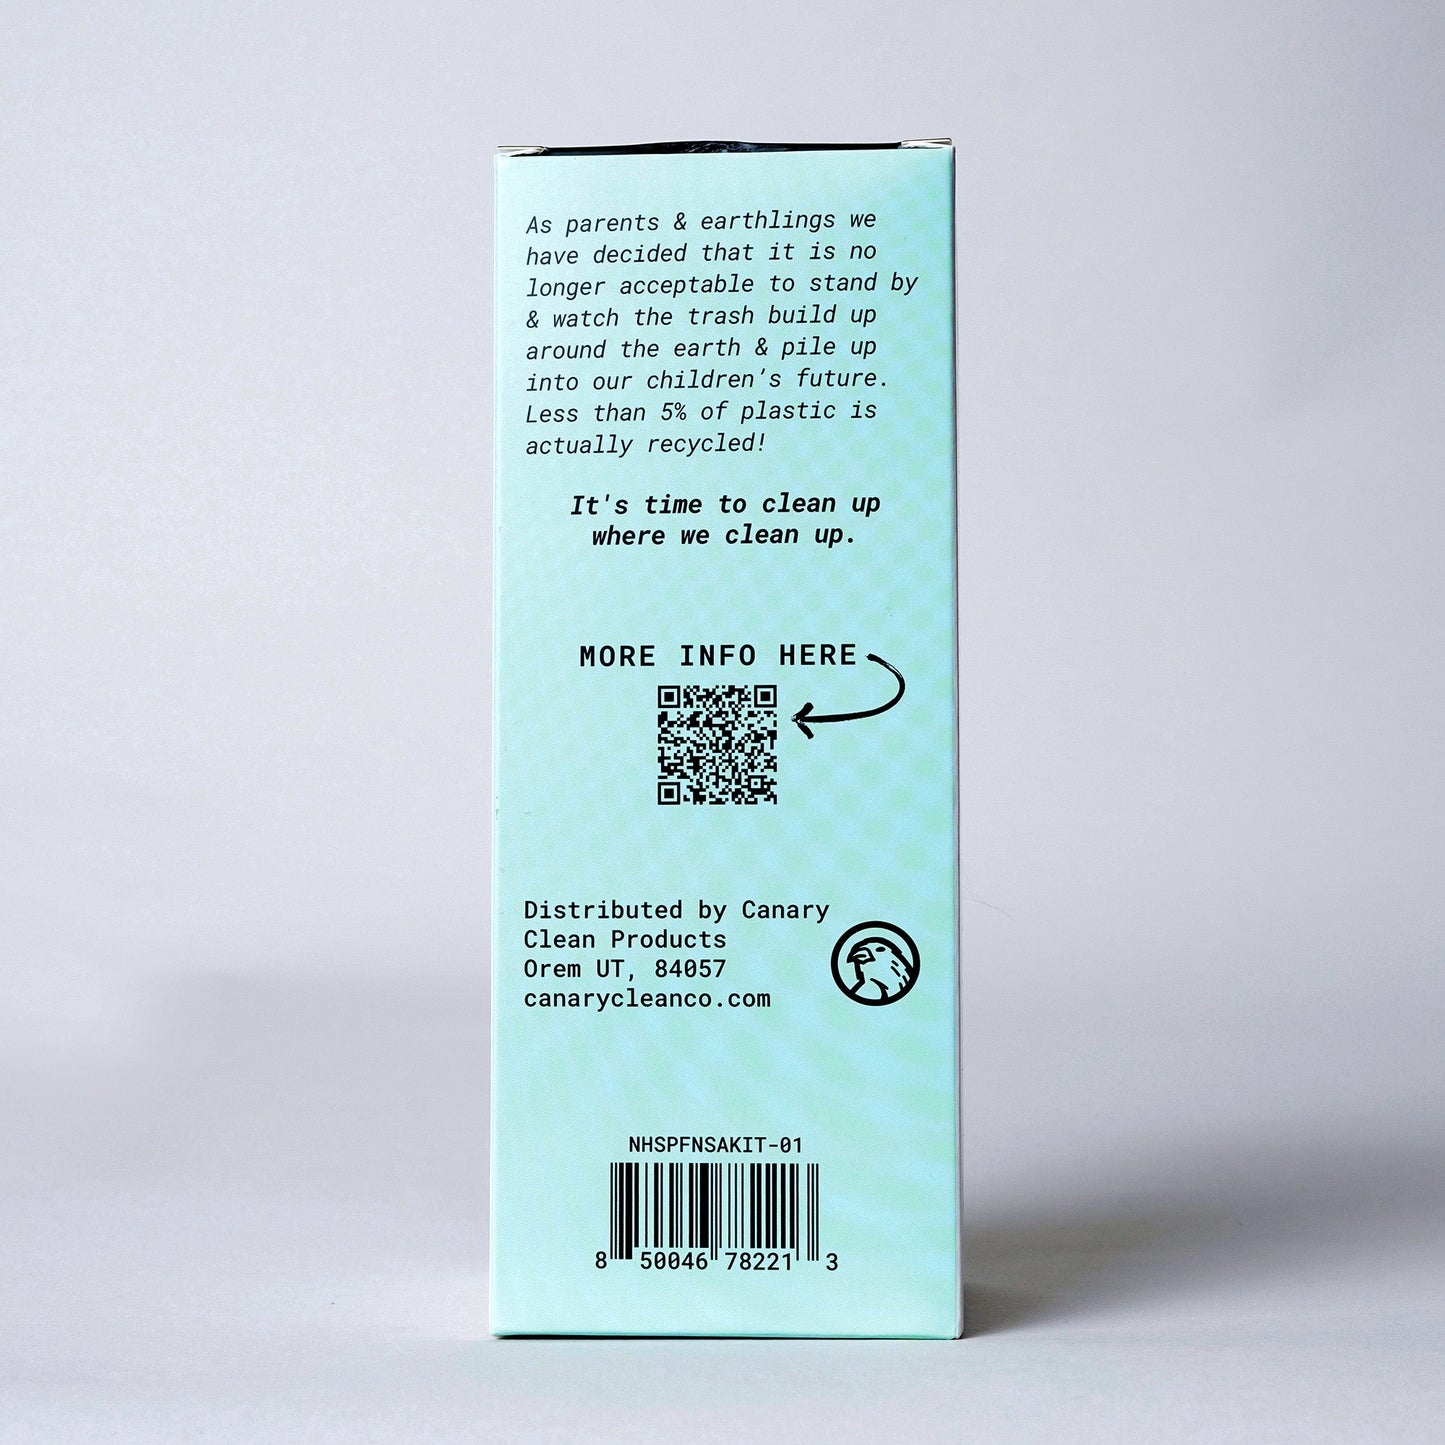 As parents & earthlings we
have decided that it is no
longer acceptable to stand by
& watch the trash build up
around the earth & pile up
into our children’s future.
Less than 5% of plastic is
actually recycled!
It's time to clean up
where we clean up.
MORE INFO HERE
Distributed by Canary
Clean Products
Orem UT, 84057
canarycleanco.com
NHSPFNSAKIT-01
8 50046 78221 3